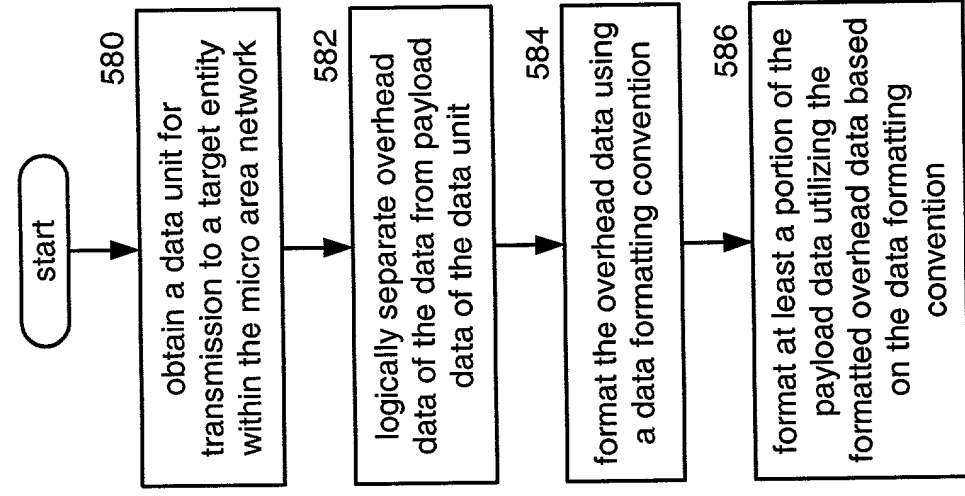 start
580
obtain a data unit for
transmission to a target entity
within the micro area network
582
logically separate overhead
data of the data from payload
data of the data unit
584
format the overhead data using
a data formatting convention
586
format at least a portion of the
payload data utilizing the
formatted overhead data based
on the data formatting
convention